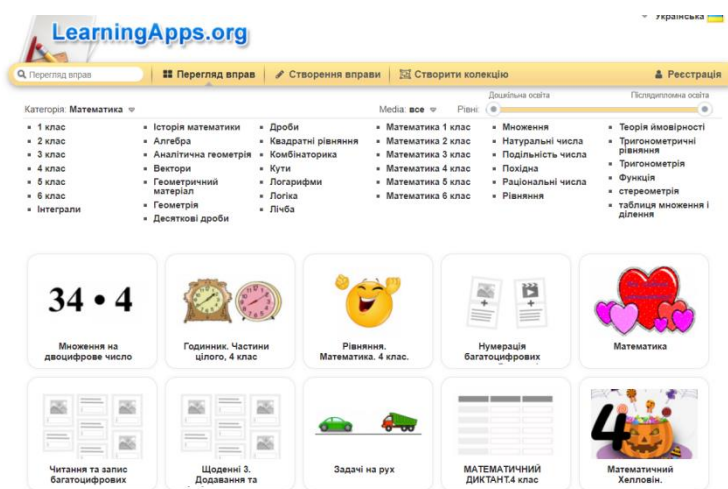 Українська
LearningApps.org
Перегляд вправ
Перегляд вправ
Створення вправи
Створити колекцію
Реєстрація
Дошкільна освіта
Післядипломна освіта
Категорія: Математика
Media: все
Рівні:
1 клас
2 клас
3 клас
4 клас
5 клас
6 клас
Інтеграли
Історія математики
Алгебра
Аналітична геометрія
Вектори
Геометричний
матеріал
Геометрія
Десяткові дроби
Дроби
Квадратні рівняння
Комбінаторика
Кути
Логарифми
Логіка
Лічба
Математика 1 клас
Математика 2 клас
Математика 3 клас
Математика 4 клас
Математика 5 клас
Математика 6 клас
Множення
Натуральні числа
Подільність числа
Похідна
Раціональні числа
Рівняння
Теорія ймовірності
Тригонометричні
рівняння
Тригонометрія
Функція
стереометрія
таблиця множення і
ділення
34 • 4
Множення на
двоцифрове число
Годинник. Частини
цілого, 4 клас
Рівняння.
Математика. 4 клас.
Нумерація
багатоцифрових
Математика
Читання та запис
багатоцифрових
Щоденні 3.
Додавання та
Задачі на рух
МАТЕМАТИЧНИЙ
ДИКТАНТ.4 клас
4
Математичний
Хелловін.